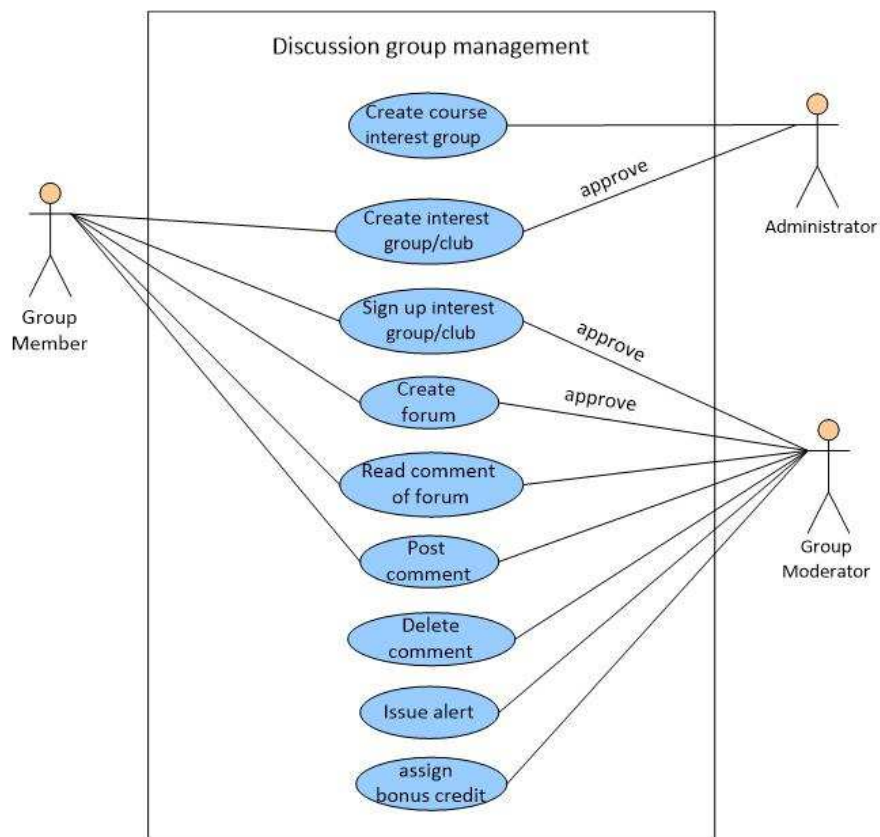 Discussion group management
Create course
interest group
approve
Administrator
Create interest
group/club
Group
Member
Sign up interest
group/club
approve
Create
forum
approve
Read comment
of forum
Post
comment
Group
Moderator
Delete
comment
Issue alert
assign
bonus credit